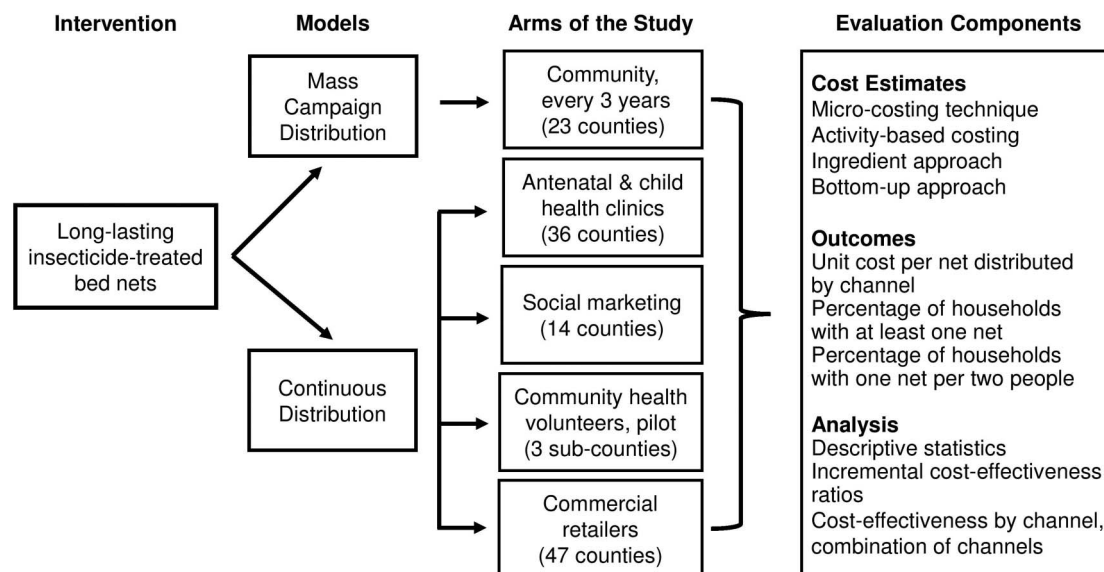 Intervention
Models
Arms of the Study
Evaluation Components
Long-lasting
insecticide-treated
bed nets
Mass
Campaign
Distribution
Continuous
Distribution
Community,
every 3 years
(23 counties)
Antenatal & child
health clinics
(36 counties)
Social marketing
(14 counties)
Community health
volunteers, pilot
(3 sub-counties)
Commercial
retailers
(47 counties)
Cost Estimates
Micro-costing technique
Activity-based costing
Ingredient approach
Bottom-up approach
Outcomes
Unit cost per net distributed
by channel
Percentage of households
with at least one net
Percentage of households
with one net per two people
Analysis
Descriptive statistics
Incremental cost-effectiveness
ratios
Cost-effectiveness by channel,
combination of channels